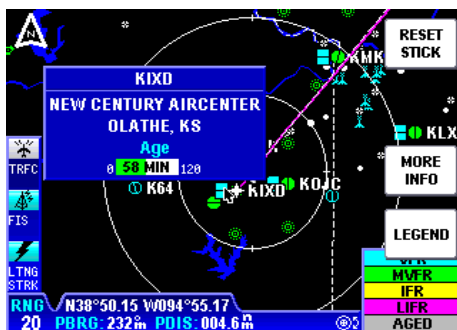 N
RESET
STICK
KMK
KIXD
NEW CENTURY AIRCENTER
OLATHE, KS
Age
0 58 MIN 120
KLX
TRFC
K64
KIXD
KOJC
MORE
INFO
FIS
LTNG
STRK
LEGEND
VFR
MVFR
IFR
LIFR
AGED
RNG N38°50.15 W094°55.17
20 PBRG: 232°m PDIS: 004.6nm